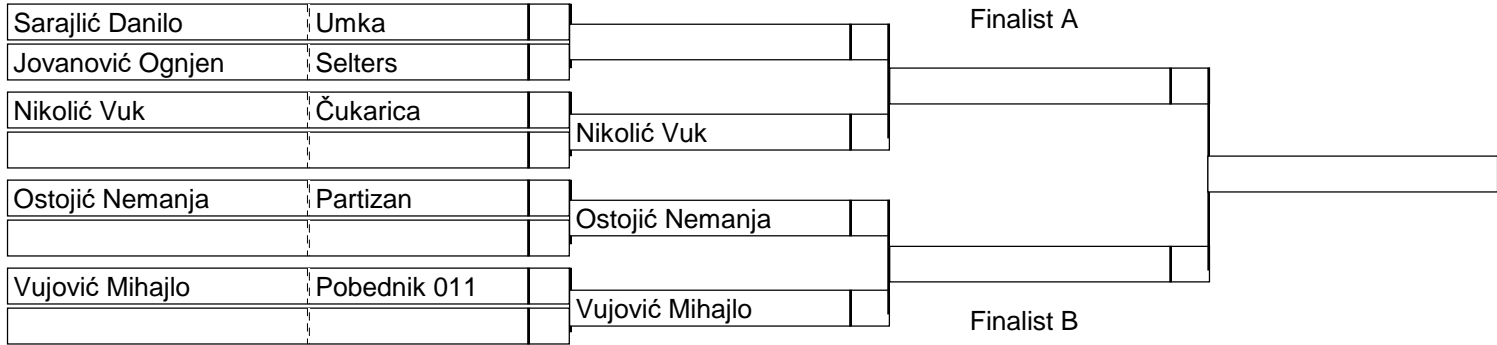 Sarajlić Danilo Umka
Finalist A
Jovanović Ognjen Selters
Nikolić Vuk Čukarica
Nikolić Vuk
Ostojić Nemanja Partizan
Ostojić Nemanja
Vujović Mihajlo Pobednik 011
Vujović Mihajlo
Finalist B